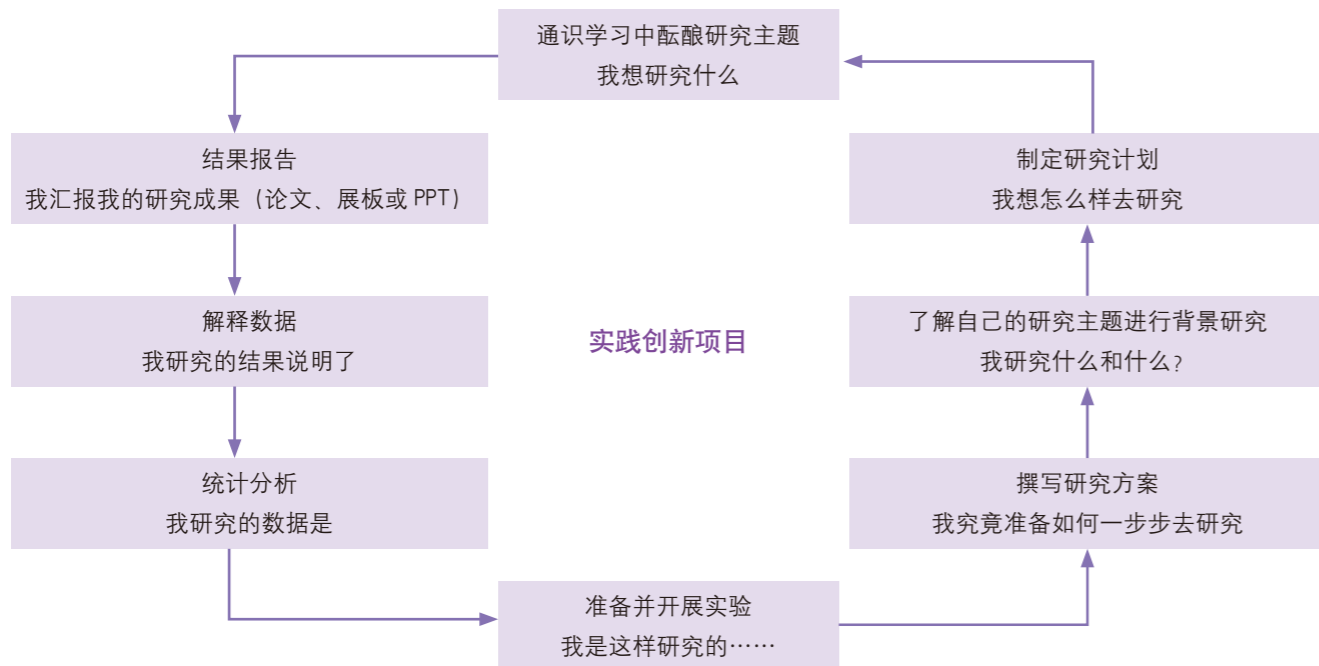 通识学习中酝酿研究主题
我想研究什么
结果报告
我汇报我的研究成果（论文、展板或 PPT）
制定研究计划
我想怎么样去研究
解释数据
我研究的结果说明了
实践创新项目
了解自己的研究主题进行背景研究
我研究什么和什么？
统计分析
我研究的数据是
撰写研究方案
我究竟准备如何一步步去研究
准备并开展实验
我是这样研究的……